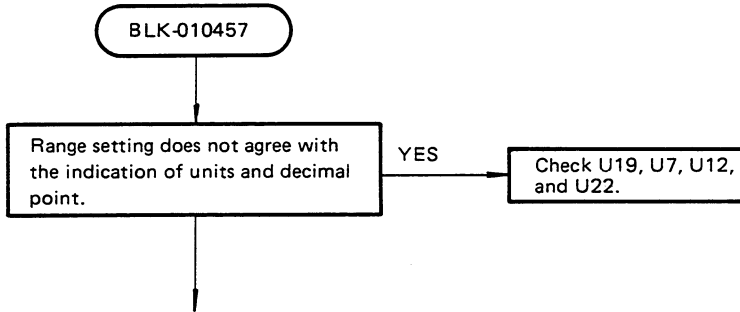 BLK-010457
Range setting does not agree with
the indication of units and decimal
point.
YES
Check U19, U7, U12,
and U22.